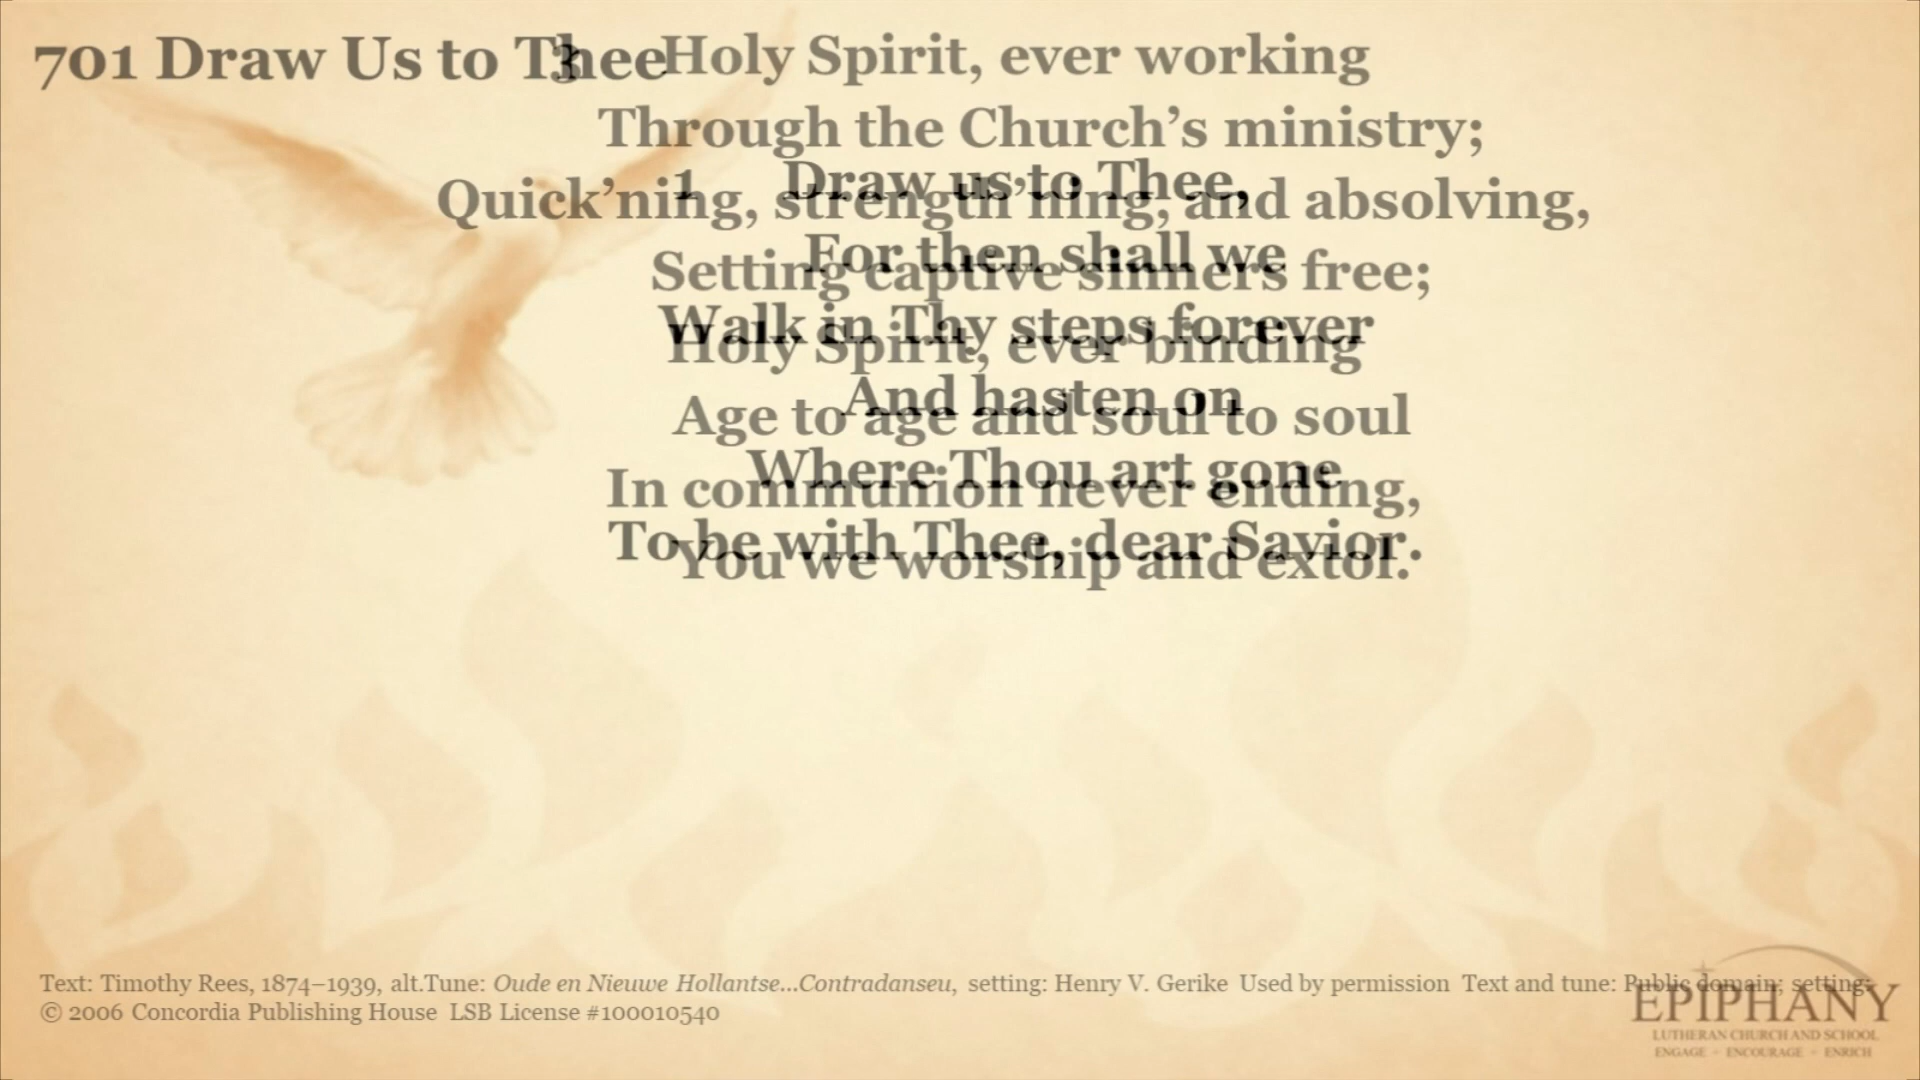 701 Draw Us to Thee
3 Holy Spirit, ever working
Through the Church’s ministry;
Quick’ning, strength’ning, and absolving,
Setting captive sinners free;
Holy Spirit, ever binding
Age to age and soul to soul
In communion never ending,
You we worship and extol.
1 Draw us to Thee,
For then shall we
Walk in Thy steps forever
And hasten on
Where Thou art gone
To be with Thee, dear Savior.
Text: Timothy Rees, 1874–1939, alt.Tune: Oude en Nieuwe Hollantse...Contradanseu, setting: Henry V. Gerike Used by permission Text and tune: Public domain; setting:
© 2006 Concordia Publishing House LSB License #100010540
EPIPHANY
LUTHERAN CHURCH AND SCHOOL
ENGAGE - ENCOURAGE - ENRICH